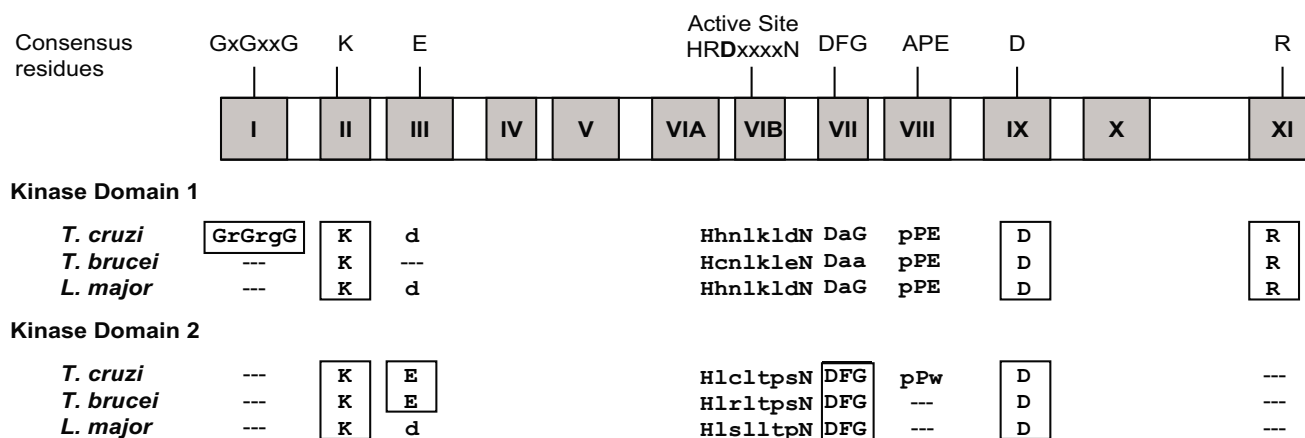 Active Site
Consensus GxGxxG K E HRDxxxxN DFG APE D R
residues
I II III IV V VIA VIB VII VIII IX X XI
Kinase Domain 1
T. cruzi GrGrgG K d HhnlkldN DaG pPE D R
T. brucei --- K --- HcnlkleN Daa pPE D R
L. major --- K d HhnlkldN DaG pPE D R
Kinase Domain 2
T. cruzi --- K E HlcltpsN DFG pPw D ---
T. brucei --- K E HlrltpsN DFG --- D ---
L. major --- K d HlslltpN DFG --- D ---